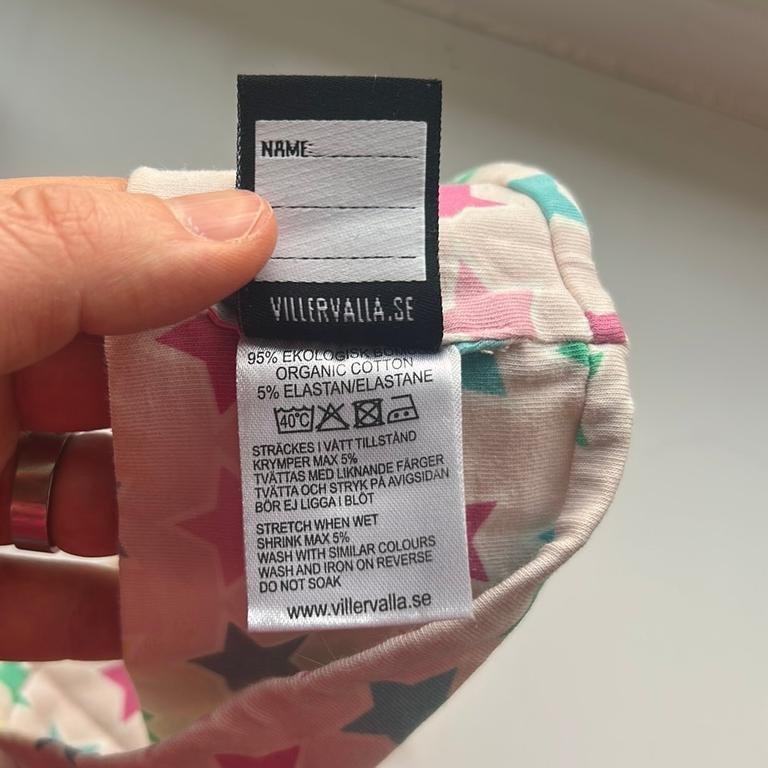 NAME:
VILLERVALLA.SE
95% EKOLOGISK BOMULL
ORGANIC COTTON
5% ELASTAN/ELASTANE
40°C
STRÄCKES I VÅTT TILLSTÅND
KRYMPER MAX 5%
TVÄTTAS MED LIKNANDE FÄRGER
TVÄTTA OCH STRYK PÅ AVIGSIDAN
BÖR EJ LIGGA I BLÖT
STRETCH WHEN WET
SHRINK MAX 5%
WASH WITH SIMILAR COLOURS
WASH AND IRON ON REVERSE
DO NOT SOAK
www.villervalla.se